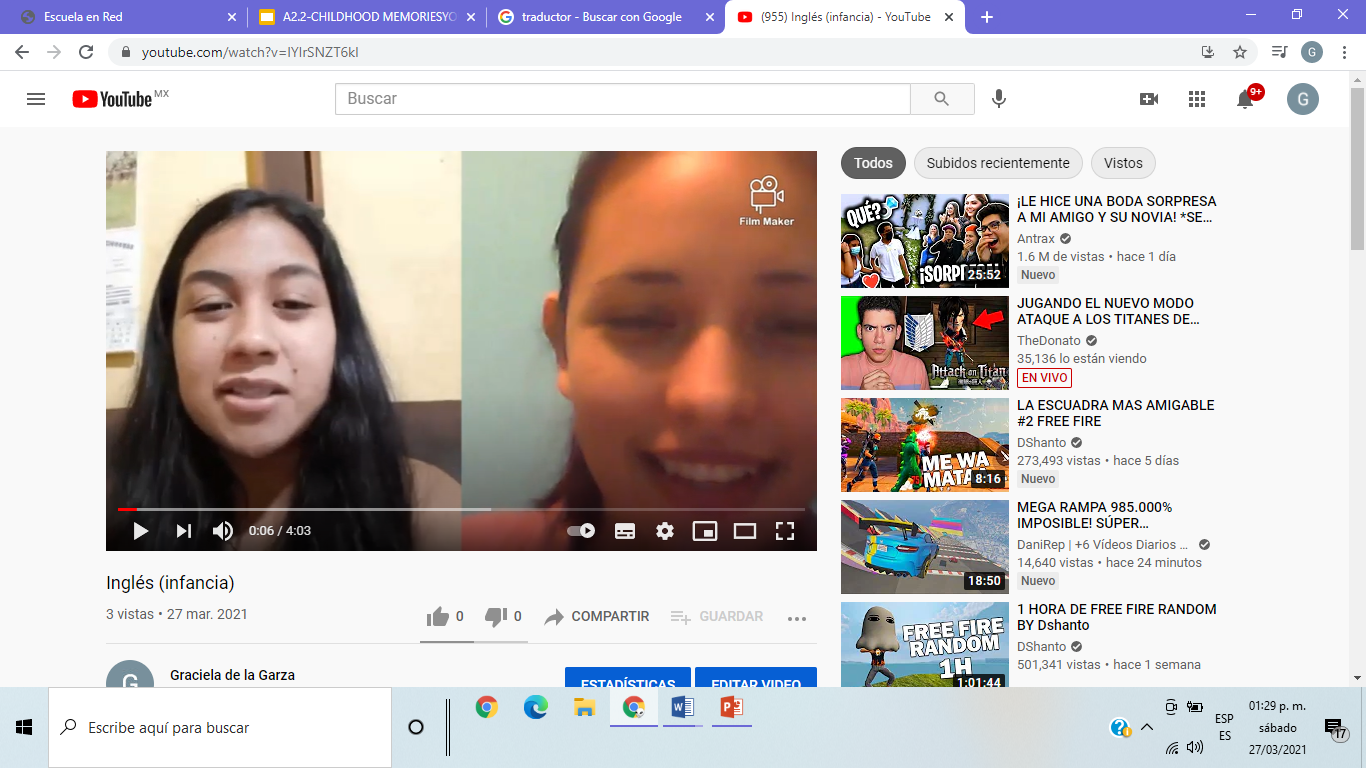 Escuela en Red
A2.2-CHILDHOOD MEMORIESYO
traductor - Buscar con Google
(955) Inglés (infancia) - YouTube
youtube.com/watch?v=IYIrSNZT6kI
G
YouTube MX
Buscar
9+
G
Film Maker
0:06 / 4:03
Inglés (infancia)
3 vistas • 27 mar. 2021
0
0
COMPARTIR
GUARDAR
G
Graciela de la Garza
ESTADÍSTICAS
EDITAR VIDEO
Todos
Subidos recientemente
Vistos
QUÉ?
¡SORPRESA!
25:52
¡LE HICE UNA BODA SORPRESA
A MI AMIGO Y SU NOVIA! *SE...
Antrax
1.6 M de vistas • hace 1 día
Nuevo
Attack on Titan
JUGANDO EL NUEVO MODO
ATAQUE A LOS TITANES DE...
TheDonato
35,136 lo están viendo
EN VIVO
ME WA
MATA
8:16
LA ESCUADRA MAS AMIGABLE
#2 FREE FIRE
DShanto
273,493 vistas • hace 5 días
Nuevo
18:50
MEGA RAMPA 985.000%
IMPOSIBLE! SÚPER...
DaniRep | +6 Vídeos Diarios ...
14,640 vistas • hace 24 minutos
Nuevo
FREE FIRE
RANDOM
1H
1:01:44
1 HORA DE FREE FIRE RANDOM
BY Dshanto
DShanto
501,341 vistas • hace 1 semana
Escribe aquí para buscar
ESP
ES
01:29 p. m.
sábado
27/03/2021
17